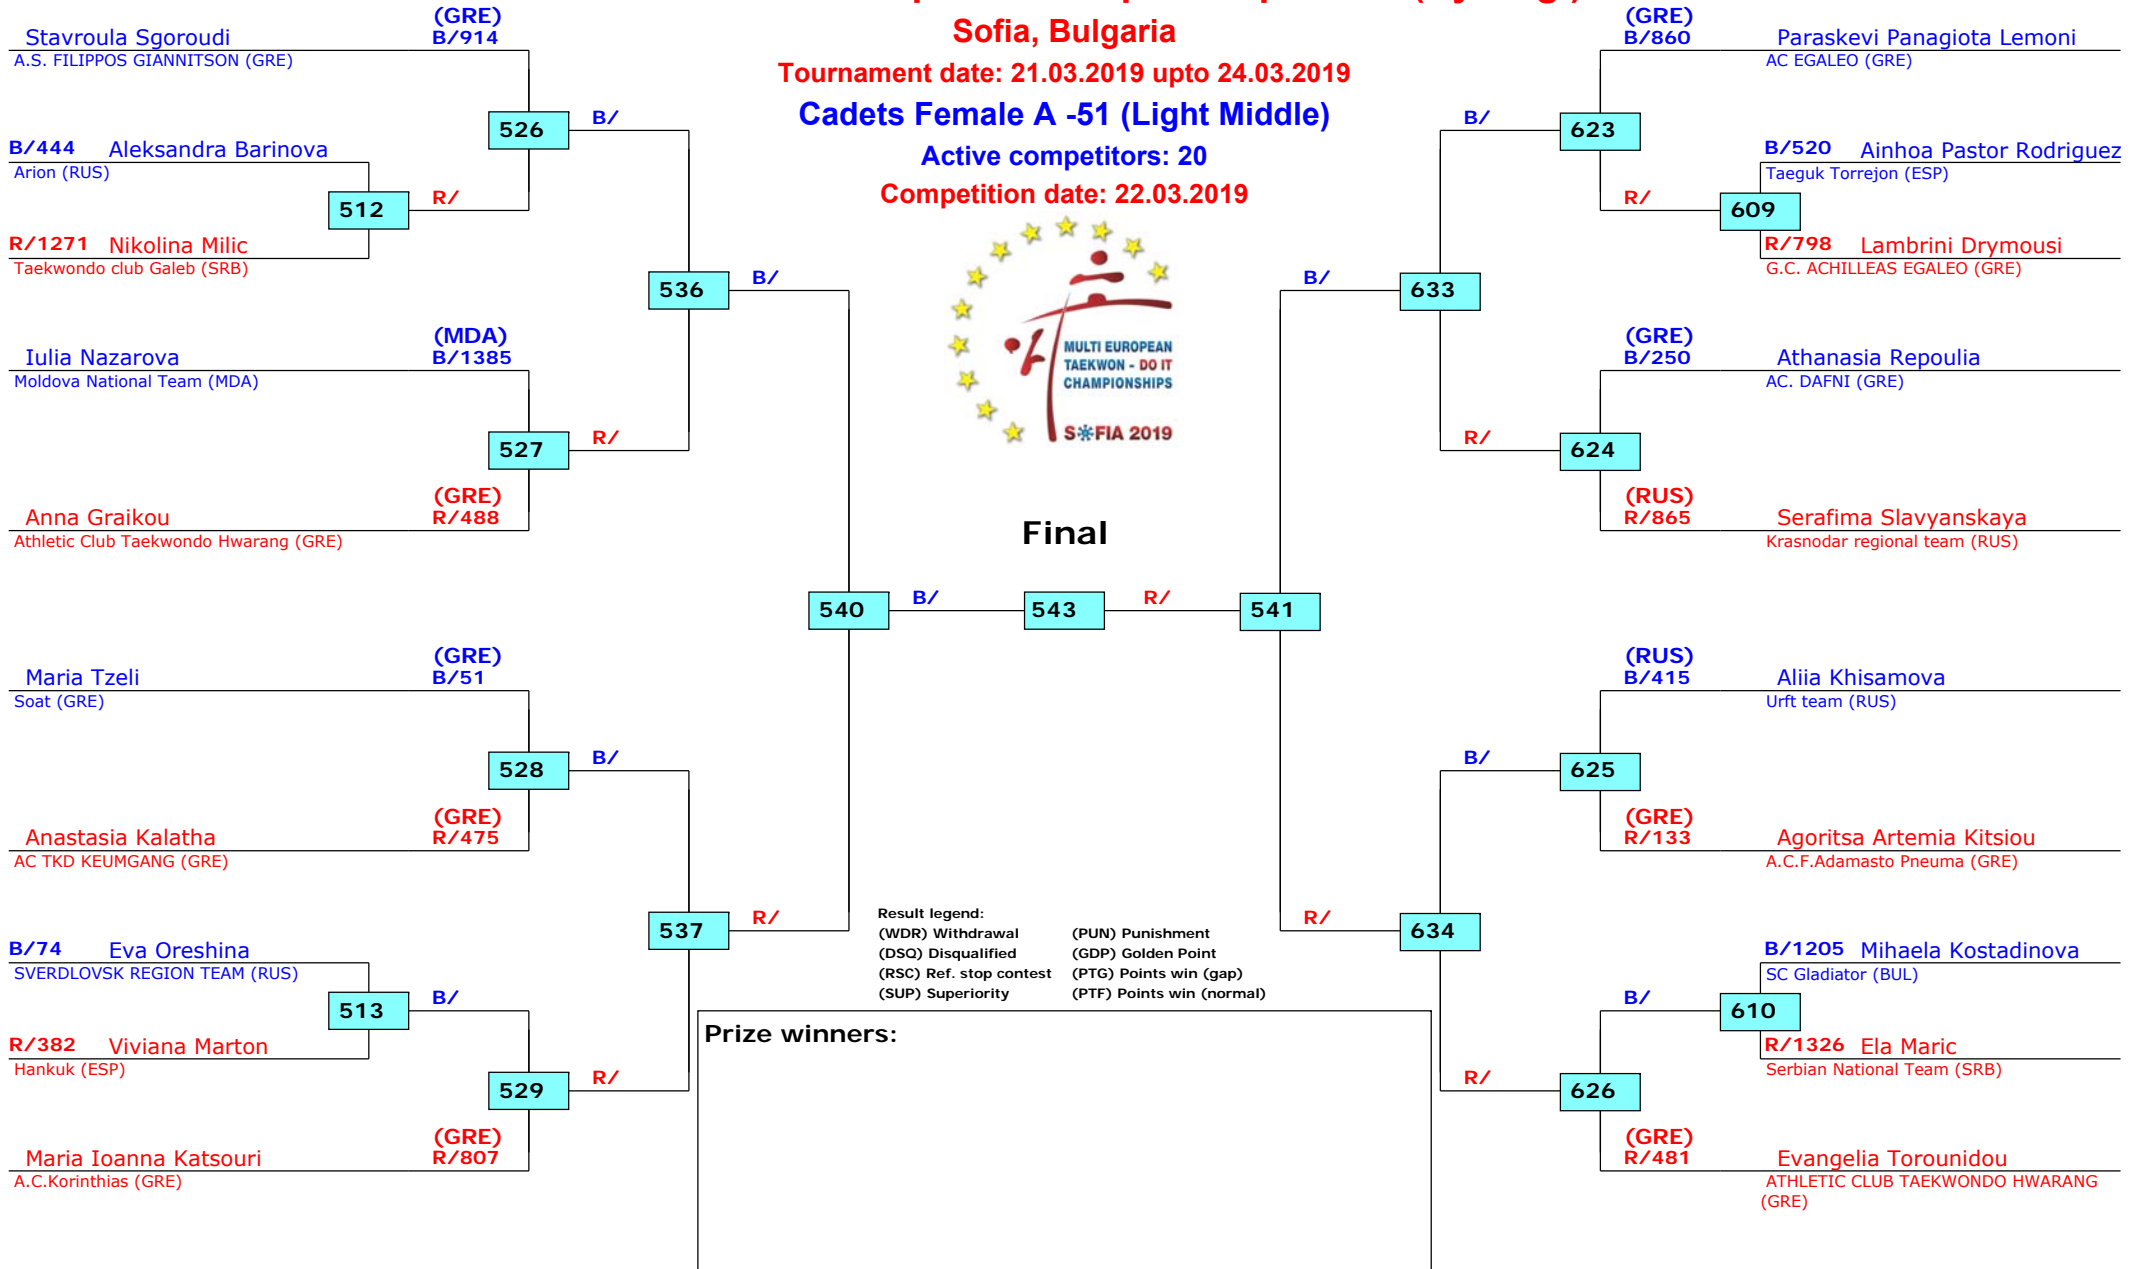 Sofia, Bulgaria
Tournament date: 21.03.2019 upto 24.03.2019
Cadets Female A -51 (Light Middle)
Active competitors: 20
Competition date: 22.03.2019
MULTI EUROPEAN
TAEKWON - DO IT
CHAMPIONSHIPS
S*FIA 2019
(GRE)
Stavroula Sgoroudi B/914
A.S. FILIPPOS GIANNITSON (GRE)
526 B/
B/444 Aleksandra Barinova
Arion (RUS)
512 R/
R/1271 Nikolina Milic
Taekwondo club Galeb (SRB)
536 B/
(MDA)
Iulia Nazarova B/1385
Moldova National Team (MDA)
527 R/
(GRE)
Anna Graikou R/488
Athletic Club Taekwondo Hwarang (GRE)
(GRE)
Maria Tzeli B/51
Soat (GRE)
528 B/
(GRE)
Anastasia Kalatha R/475
AC TKD KEUMGANG (GRE)
537 R/
B/74 Eva Oreshina
SVERDLOVSK REGION TEAM (RUS)
513 B/
R/382 Viviana Marton
Hankuk (ESP)
529 R/
(GRE)
Maria Ioanna Katsouri R/807
A.C.Korinthias (GRE)
Final
540 B/ 543 R/ 541
(GRE)
B/860 Paraskevi Panagiota Lemoni
AC EGALEO (GRE)
B/ 623
B/520 Ainhoa Pastor Rodriguez
Taeguk Torrejon (ESP)
R/ 609
R/798 Lambrini Drymousi
G.C. ACHILLEAS EGALEO (GRE)
B/ 633
(GRE)
B/250 Athanasia Repoulia
AC. DAFNI (GRE)
R/ 624
(RUS)
R/865 Serafima Slavyanskaya
Krasnodar regional team (RUS)
(RUS)
B/415 Aliia Khisamova
Urft team (RUS)
B/ 625
(GRE)
R/133 Agoritsa Artemia Kitsiou
A.C.F.Adamasto Pneuma (GRE)
R/ 634
B/1205 Mihaela Kostadinova
SC Gladiator (BUL)
B/ 610
R/1326 Ela Maric
Serbian National Team (SRB)
R/ 626
(GRE)
R/481 Evangelia Torounidou
ATHLETIC CLUB TAEKWONDO HWARANG
(GRE)
Result legend:
(WDR) Withdrawal (PUN) Punishment
(DSQ) Disqualified (GDP) Golden Point
(RSC) Ref. stop contest (PTG) Points win (gap)
(SUP) Superiority (PTF) Points win (normal)
Prize winners: